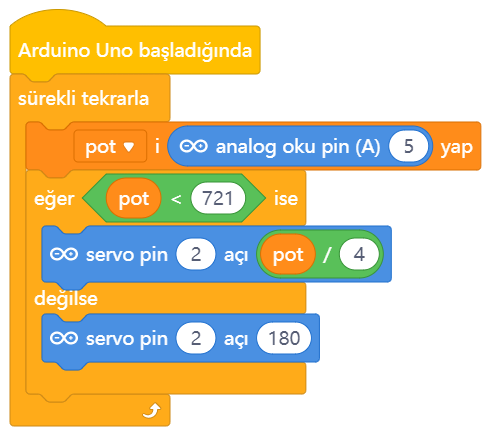 Arduino Uno başladığında
sürekli tekrarla
pot i analog oku pin (A) 5 yap
eğer pot < 721 ise
servo pin 2 açı pot / 4
değilse
servo pin 2 açı 180